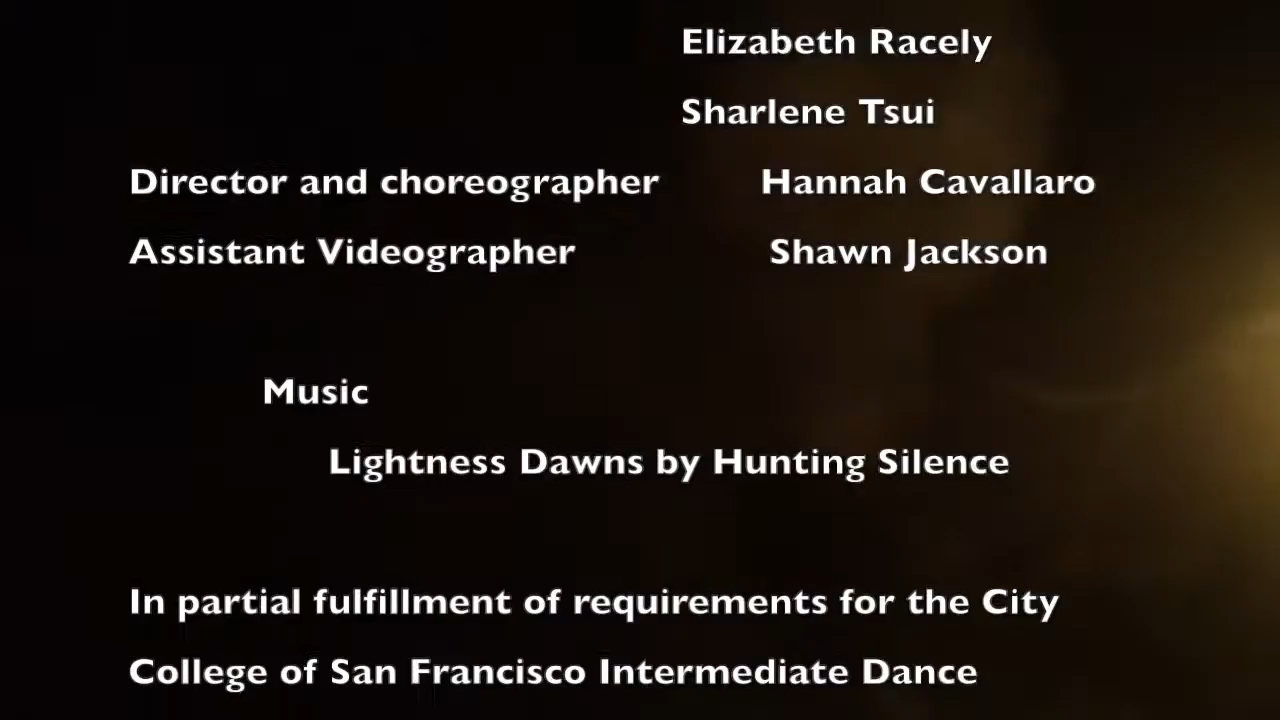 Elizabeth Racely
Sharlene Tsui
Director and choreographer Hannah Cavallaro
Assistant Videographer Shawn Jackson
Music
Lightness Dawns by Hunting Silence
In partial fulfillment of requirements for the City
College of San Francisco Intermediate Dance